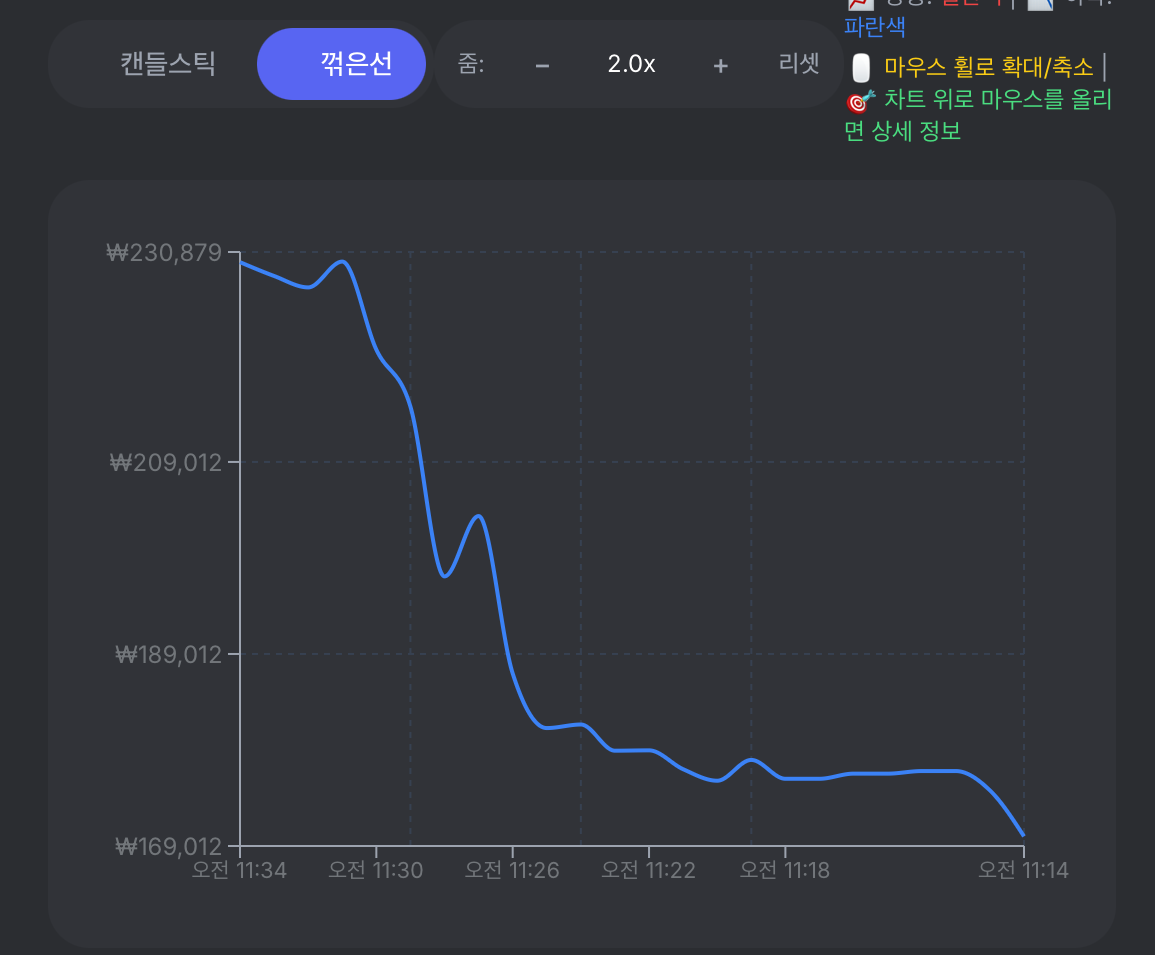 파란색
캔들스틱
꺾은선
줌:
−
2.0x
+
리셋
마우스 휠로 확대/축소 |
차트 위로 마우스를 올리
면 상세 정보
₩230,879
₩209,012
₩189,012
₩169,012
오전 11:34
오전 11:30
오전 11:26
오전 11:22
오전 11:18
오전 11:14